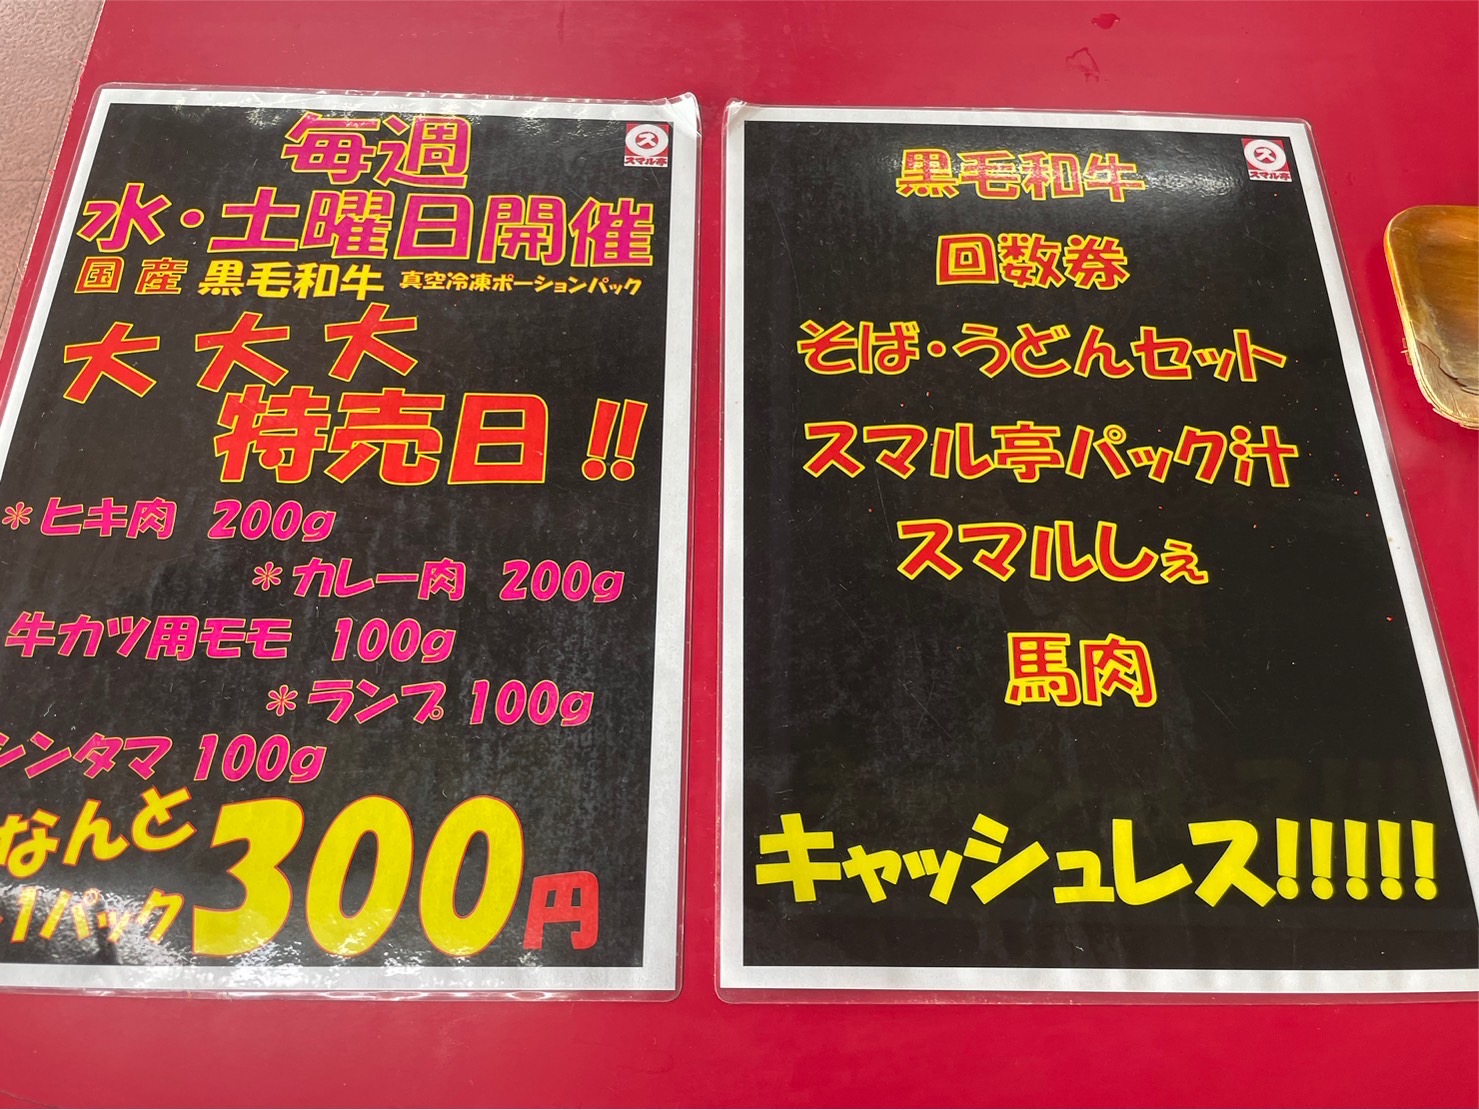 毎週
スマル亭
水・土曜日開催
国産 黒毛和牛 真空冷凍ポーションパック
大大大
特売日!!
*ヒキ肉 200g
*カレー肉 200g
牛カツ用モモ 100g
*ランプ 100g
シンタマ 100g
なんと
1パック 300円
スマル亭
黒毛和牛
回数券
そば・うどんセット
スマル亭パック汁
スマルしぇ
馬肉
キャッシュレス!!!!!